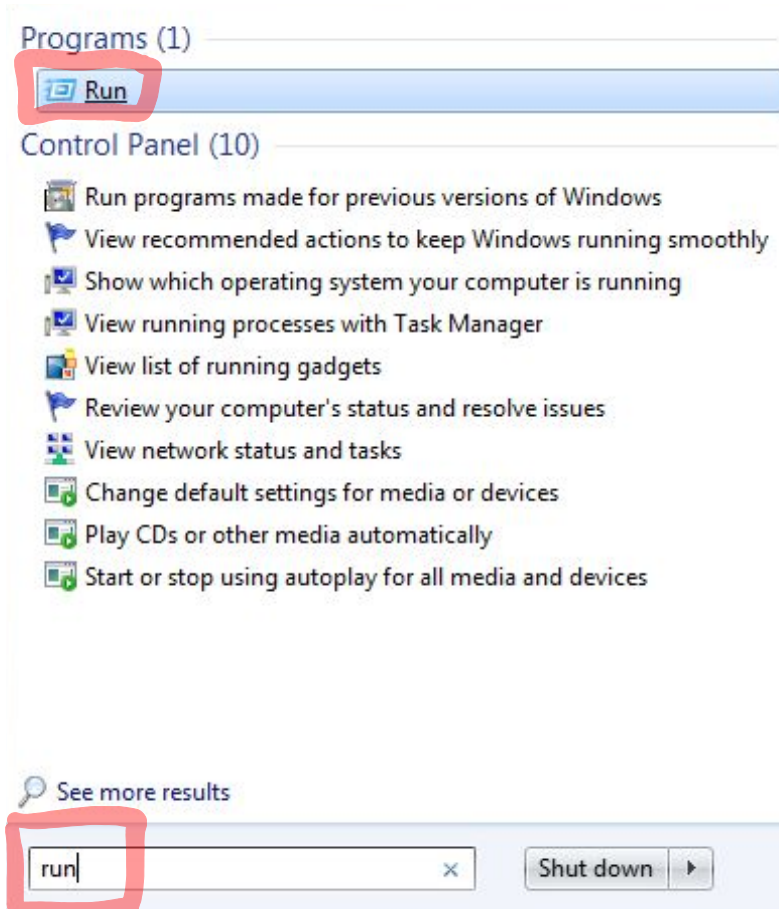 Programs (1)
Run
Control Panel (10)
Run programs made for previous versions of Windows
View recommended actions to keep Windows running smoothly
Show which operating system your computer is running
View running processes with Task Manager
View list of running gadgets
Review your computer's status and resolve issues
View network status and tasks
Change default settings for media or devices
Play CDs or other media automatically
Start or stop using autoplay for all media and devices
See more results
run
Shut down